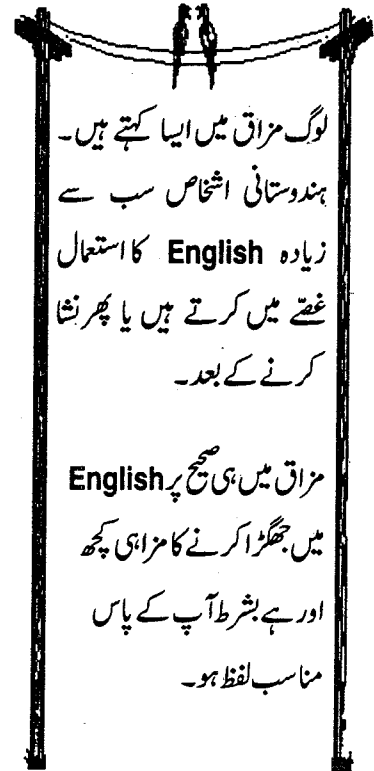 لوگ مزاق میں ایسا کہتے ہیں۔
ہندوستانی اشخاص سب سے
زیادہ English کا استعمال
غصّے میں کرتے ہیں یا پھر نشا
کرنے کے بعد۔
مزاق میں ہی صحیح پر English
میں جھگڑا کرنے کا مزا ہی کچھ
اور ہے بشرط آپ کے پاس
مناسب لفظ ہو۔